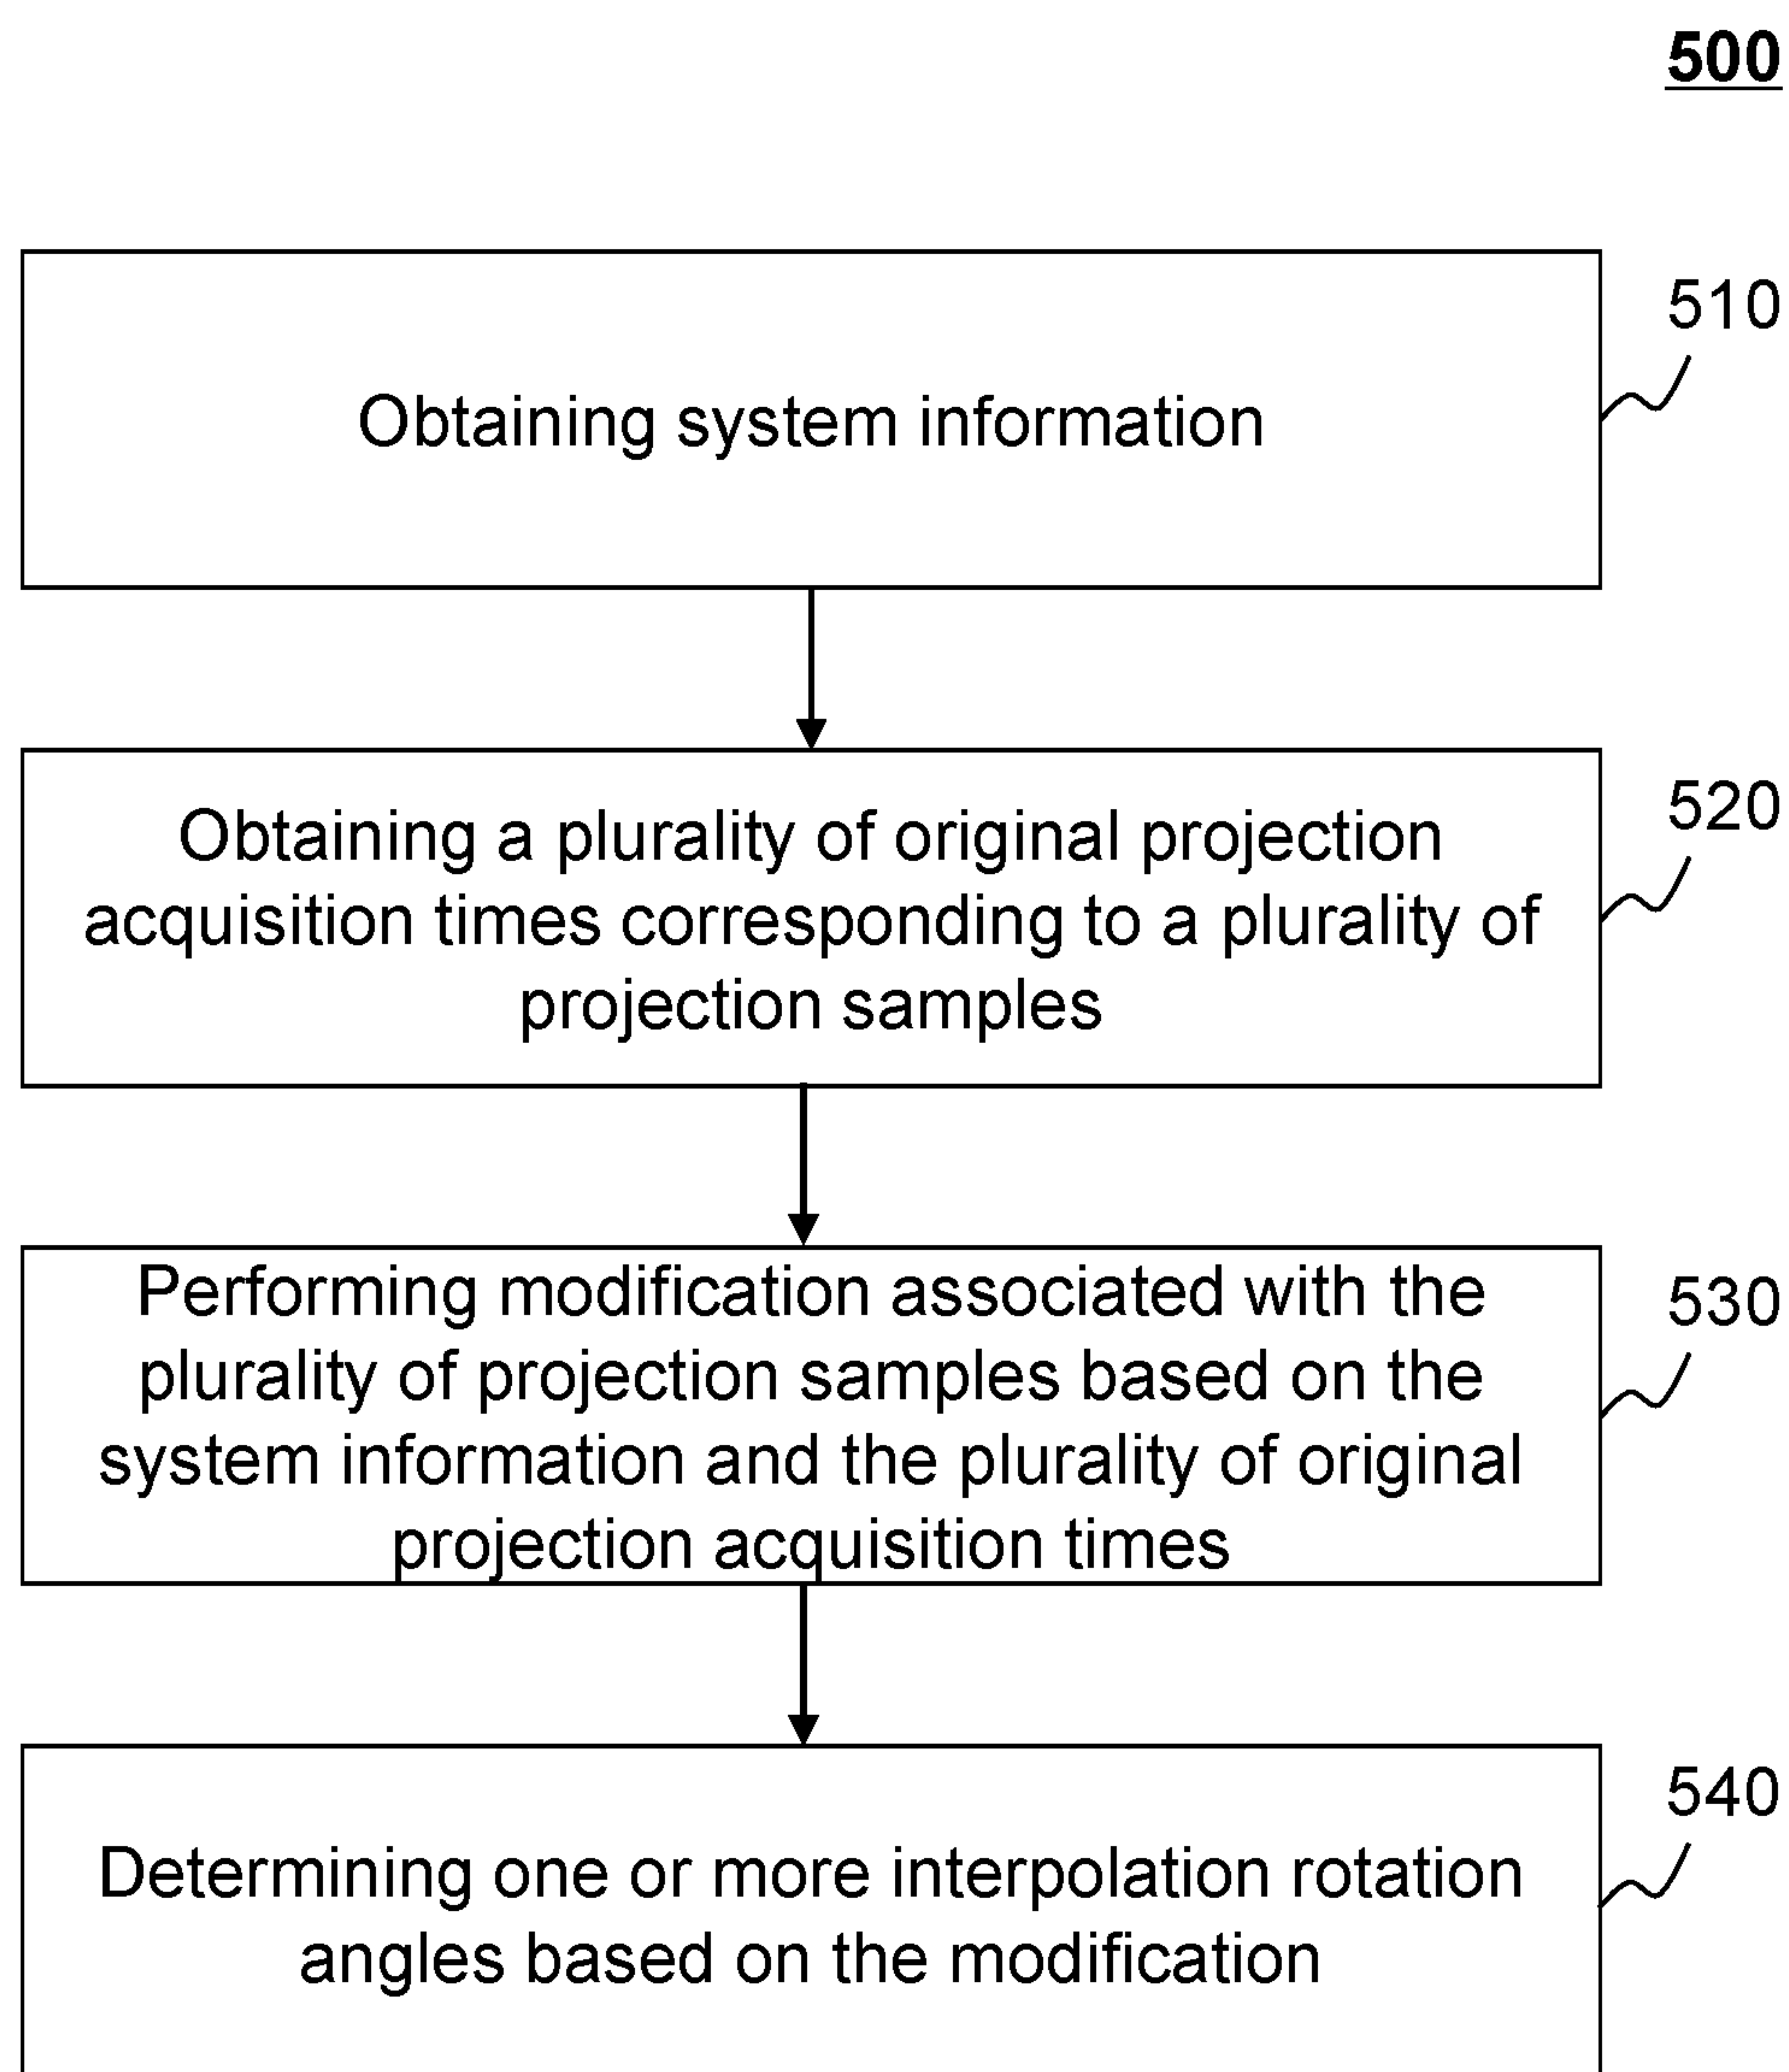 500
510
Obtaining system information
520
Obtaining a plurality of original projection
acquisition times corresponding to a plurality of
projection samples
530
Performing modification associated with the
plurality of projection samples based on the
system information and the plurality of original
projection acquisition times
540
Determining one or more interpolation rotation
angles based on the modification